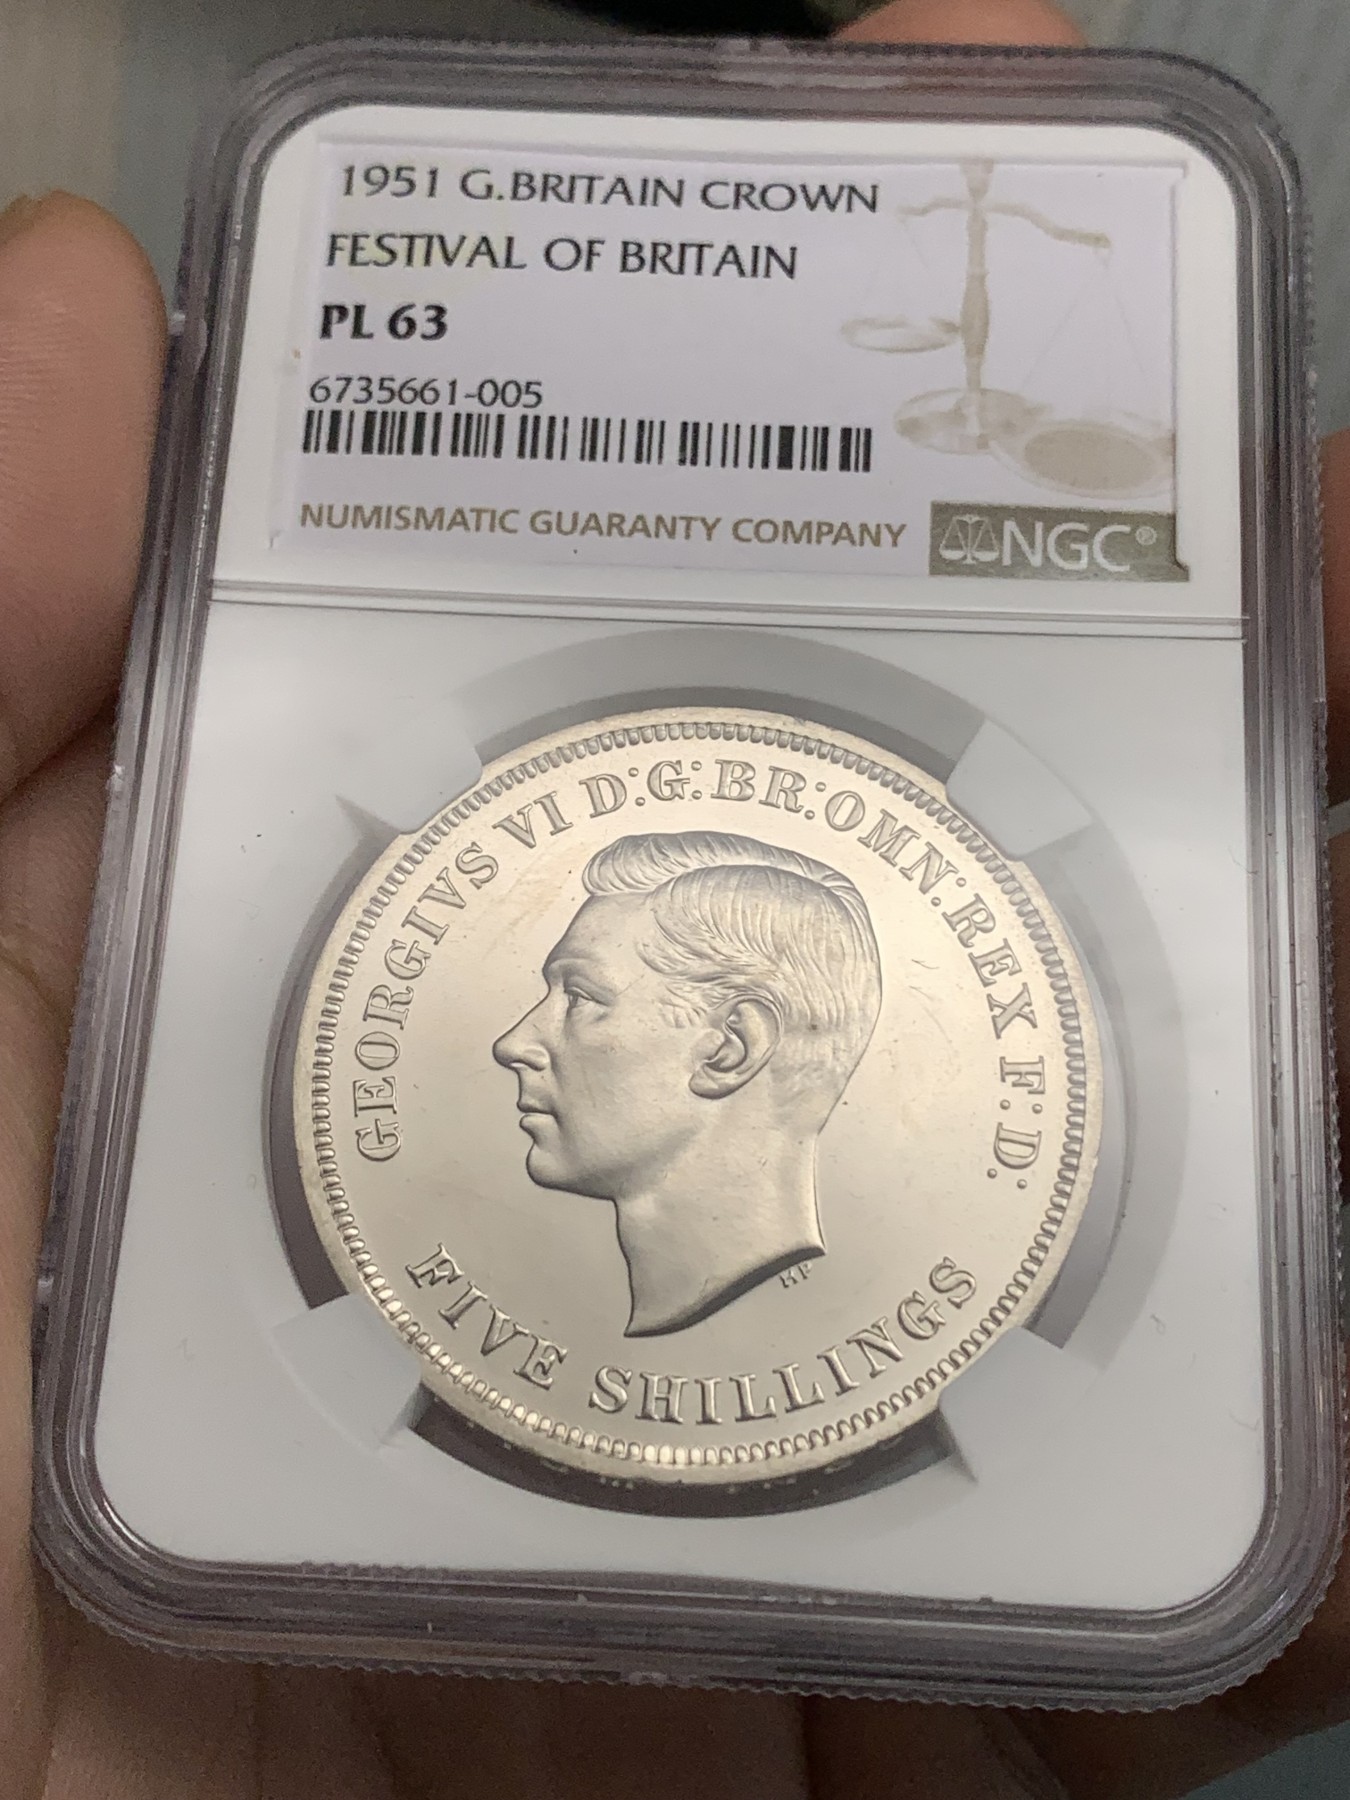 1951 G.BRITAIN CROWN
FESTIVAL OF BRITAIN
PL 63
6735661-005
NUMISMATIC GUARANTY COMPANY
NGC®
GEORGIVS VI D:G:BR:OMN:REX F:D:
HP
FIVE SHILLINGS